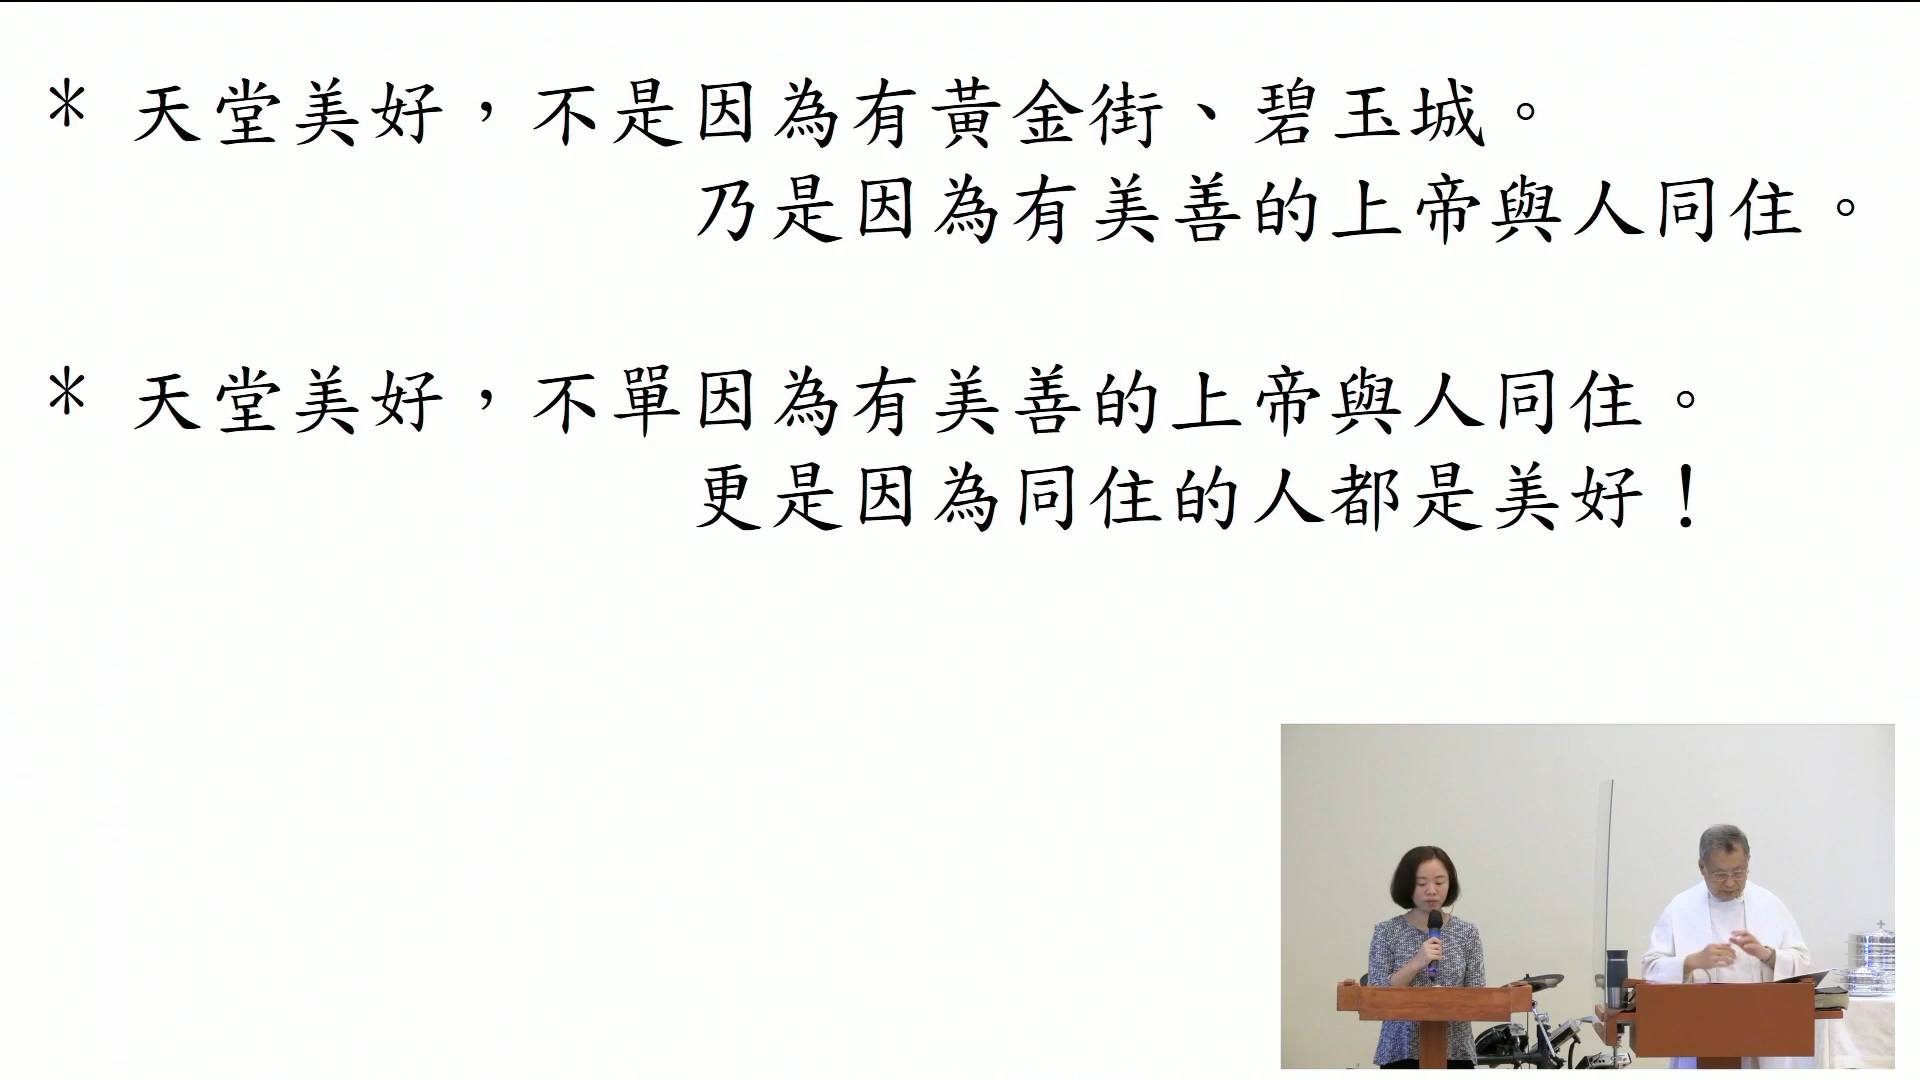 * 天堂美好，不是因為有黃金街、碧玉城。
乃是因為有美善的上帝與人同住。
* 天堂美好，不單因為有美善的上帝與人同住。
更是因為同住的人都是美好！